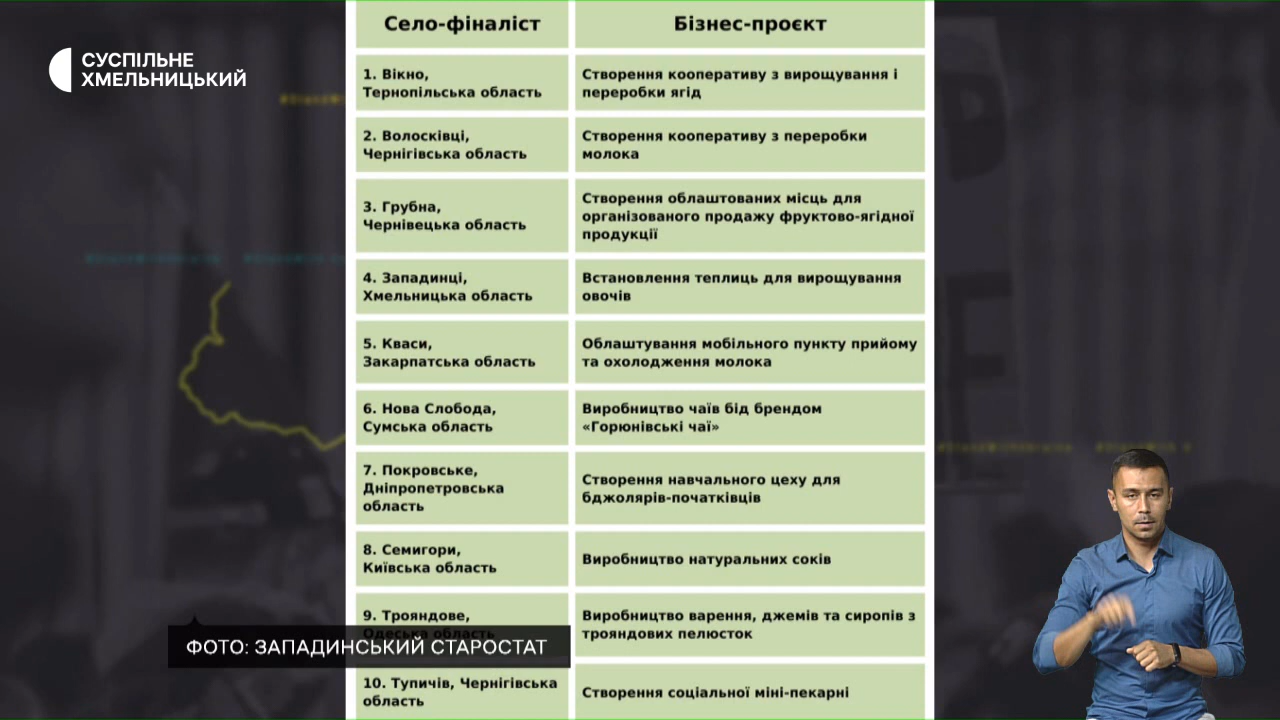 СУСПІЛЬНЕ
ХМЕЛЬНИЦЬКИЙ
Село-фіналіст
Бізнес-проєкт
1. Вікно,
Тернопільська область
Створення кооперативу з вирощування і
переробки ягід
2. Волосківці,
Чернігівська область
Створення кооперативу з переробки
молока
3. Грубна,
Чернівецька область
Створення облаштованих місць для
організованого продажу фруктово-ягідної
продукції
4. Западинці,
Хмельницька область
Встановлення теплиць для вирощування
овочів
5. Кваси,
Закарпатська область
Облаштування мобільного пункту прийому
та охолодження молока
6. Нова Слобода,
Сумська область
Виробництво чаїв бід брендом
«Горюнівські чаї»
7. Покровське,
Дніпропетровська
область
Створення навчального цеху для
бджолярів-початківців
8. Семигори,
Київська область
Виробництво натуральних соків
9. Трояндове,
Одеська область
Виробництво варення, джемів та сиропів з
трояндових пелюсток
10. Тупичів, Чернігівська
область
Створення соціальної міні-пекарні
ФОТО: ЗАПАДИНСЬКИЙ СТАРОСТАТ